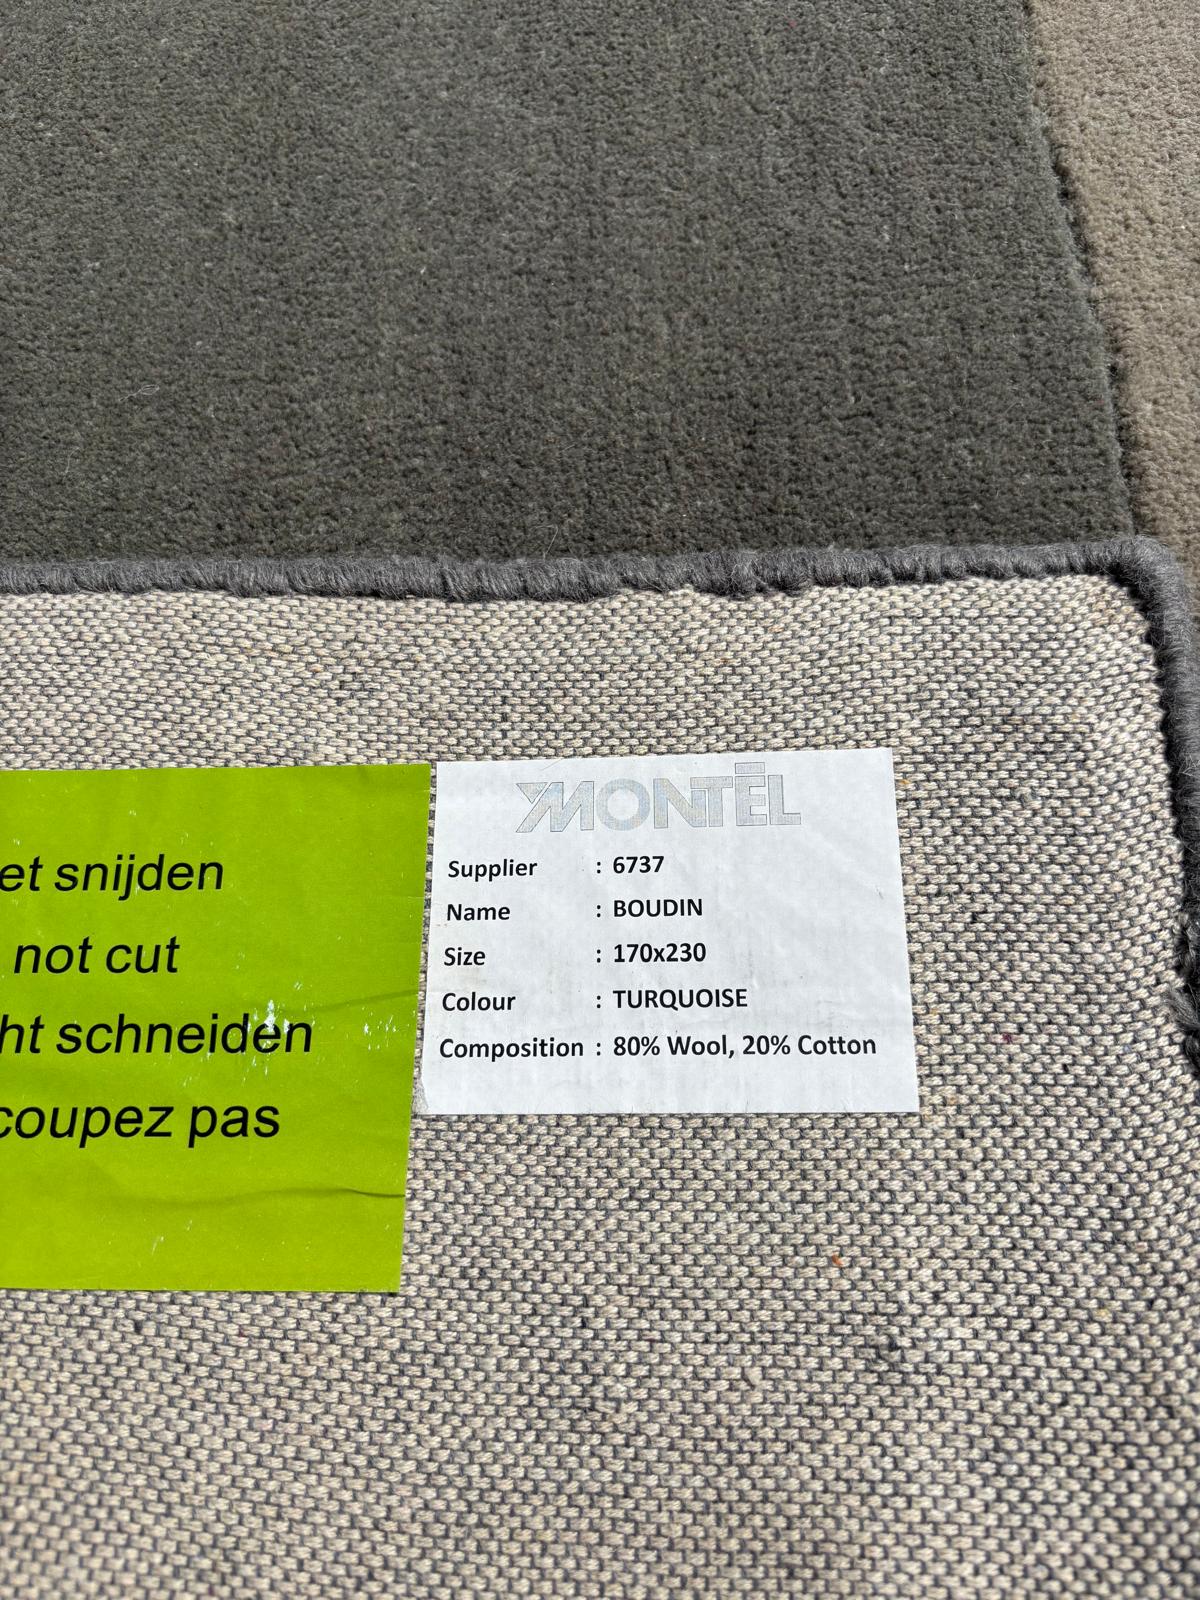 et snijden
not cut
ht schneiden
coupez pas
MONTĒL
Supplier : 6737
Name : BOUDIN
Size : 170x230
Colour : TURQUOISE
Composition : 80% Wool, 20% Cotton